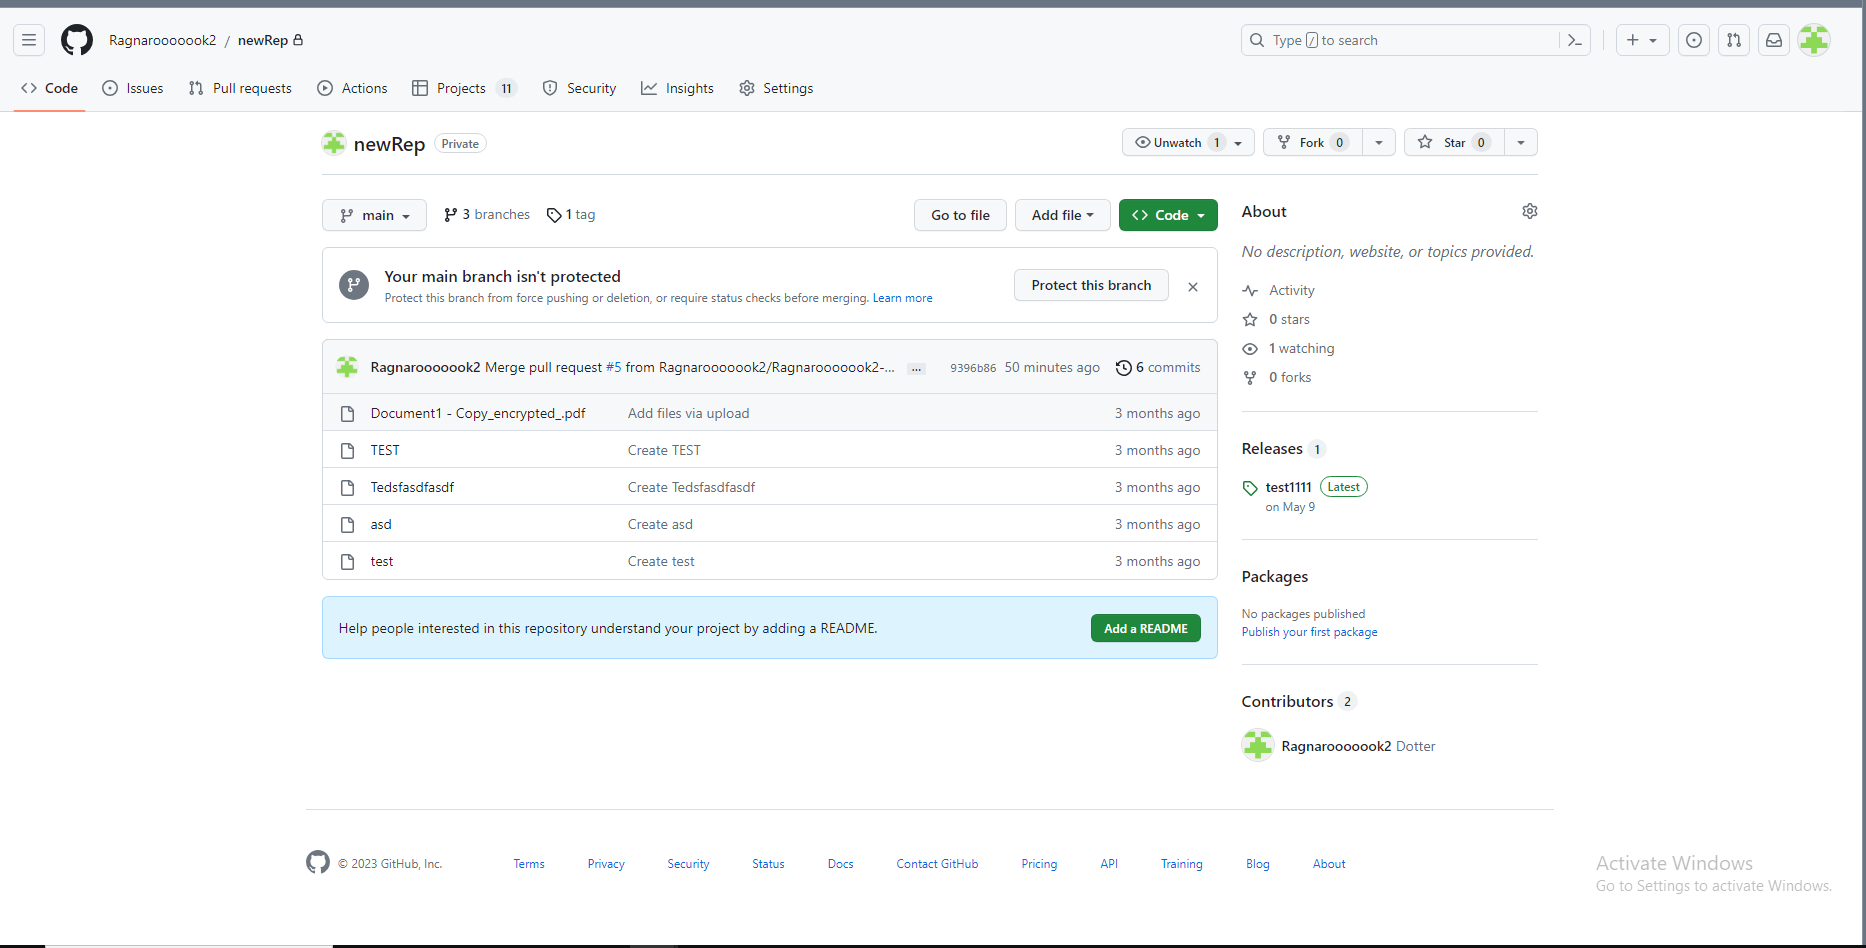 Ragnarooooook2 / newRep
Type / to search
Code Issues Pull requests Actions Projects 11 Security Insights Settings
newRep Private
Unwatch 1 Fork 0 Star 0
main 3 branches 1 tag Go to file Add file Code
Your main branch isn't protected
Protect this branch from force pushing or deletion, or require status checks before merging. Learn more
Protect this branch
Ragnarooooook2 Merge pull request #5 from Ragnarooooook2/Ragnarooooook2-... ... 9396b86 50 minutes ago 6 commits
Document1 - Copy_encrypted_.pdf Add files via upload 3 months ago
TEST Create TEST 3 months ago
Tedsfasdfasdf Create Tedsfasdfasdf 3 months ago
asd Create asd 3 months ago
test Create test 3 months ago
Help people interested in this repository understand your project by adding a README.
Add a README
About
No description, website, or topics provided.
Activity
0 stars
1 watching
0 forks
Releases 1
test1111 Latest
on May 9
Packages
No packages published
Publish your first package
Contributors 2
Ragnarooooook2 Dotter
© 2023 GitHub, Inc. Terms Privacy Security Status Docs Contact GitHub Pricing API Training Blog About
Activate Windows
Go to Settings to activate Windows.